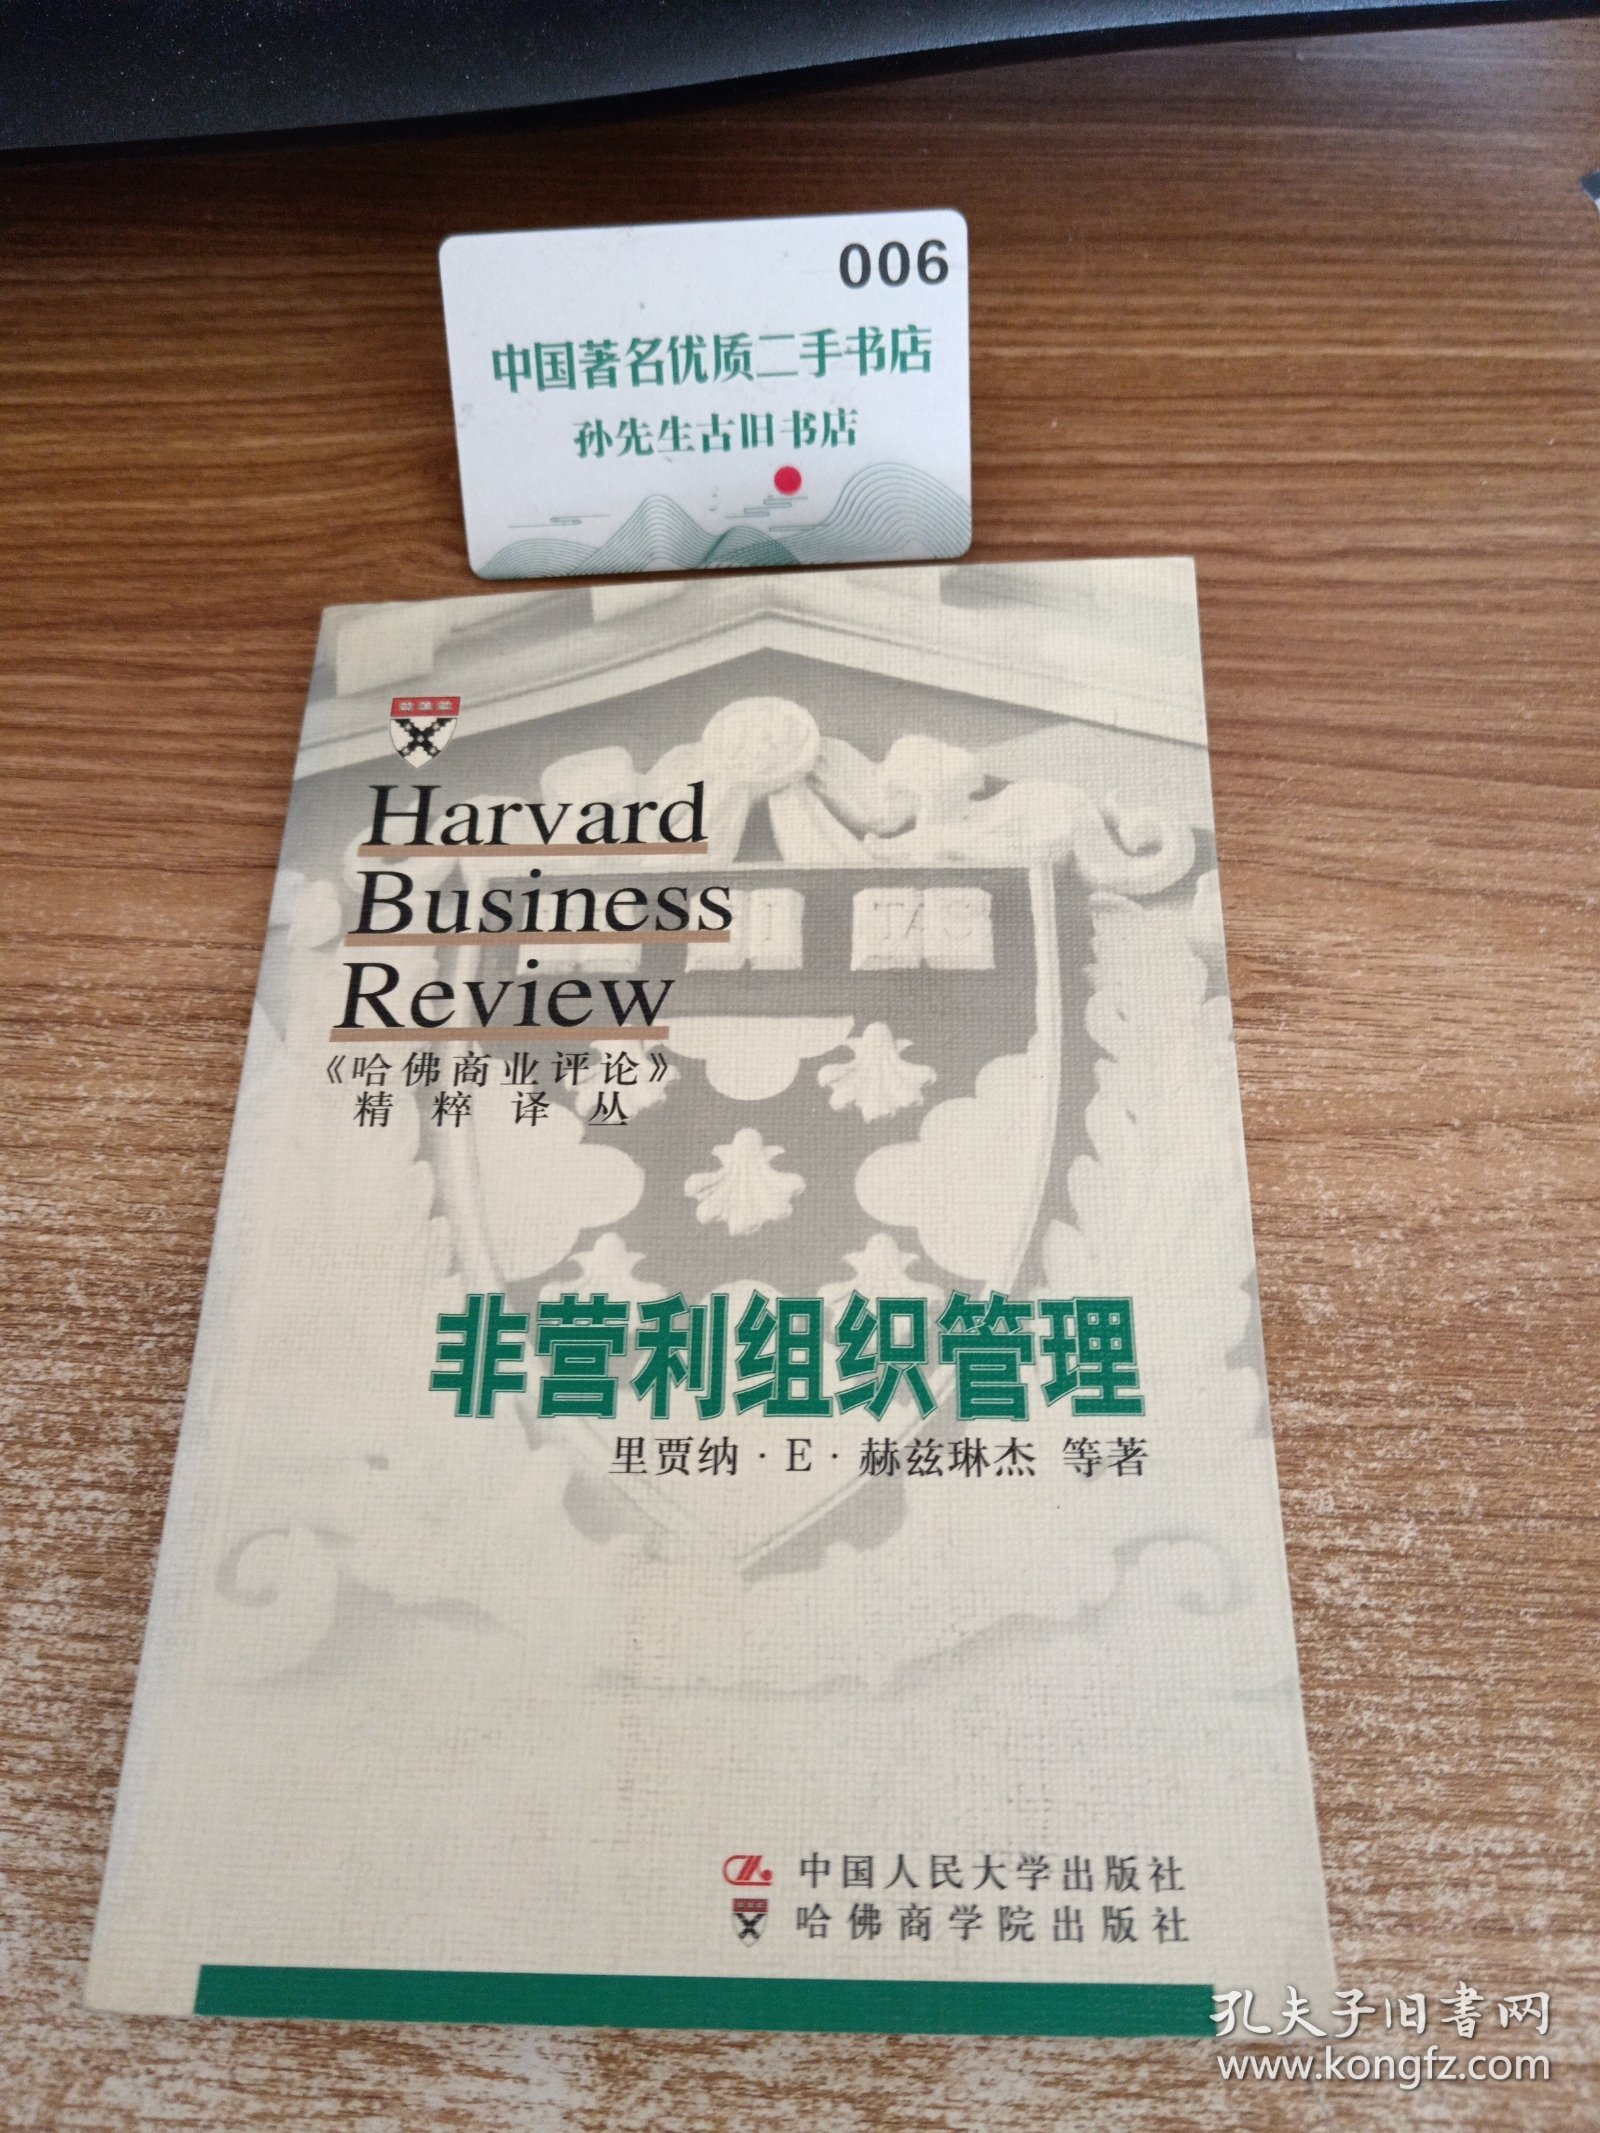 006
中国著名优质二手书店
孙先生古旧书店
Harvard
Business
Review
《哈佛商业评论》
精粹译丛
非营利组织管理
里贾纳·E·赫兹琳杰 等著
中国人民大学出版社
哈佛商学院出版社
孔夫子旧书网
www.kongfz.com